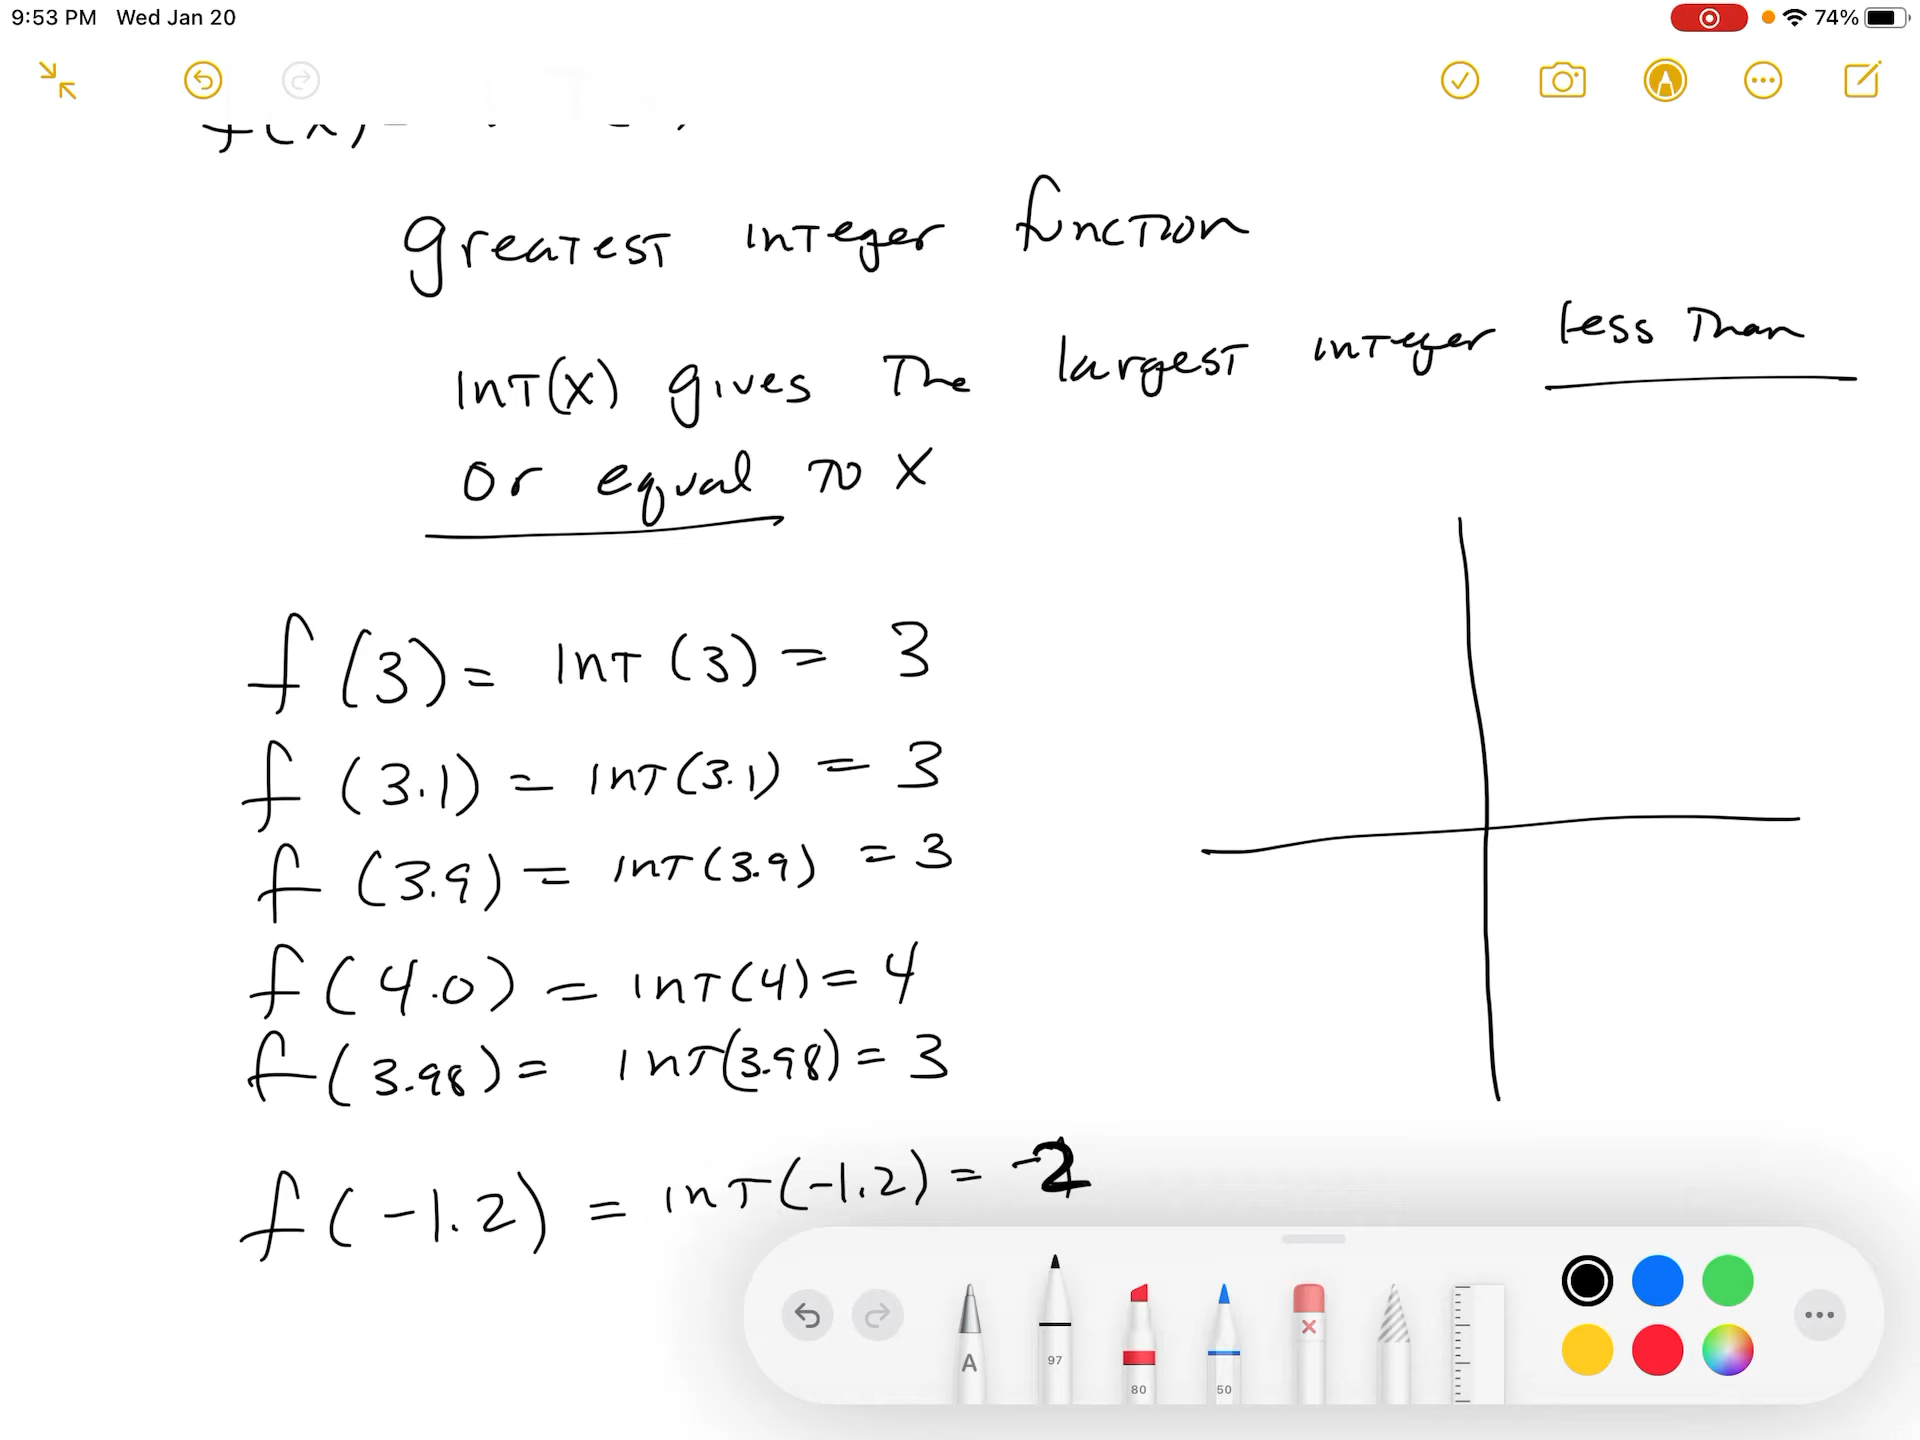 9:53 PM Wed Jan 20
74%
f(x) =
greatest integer function
INT(x) gives the largest integer less than
or equal to x
f(3) = INT(3) = 3
f(3.1) = INT(3.1) = 3
f(3.9) = INT(3.9) = 3
f(4.0) = INT(4) = 4
f(3.98) = INT(3.98) = 3
f(-1.2) = INT(-1.2) = -2
A
97
80
50